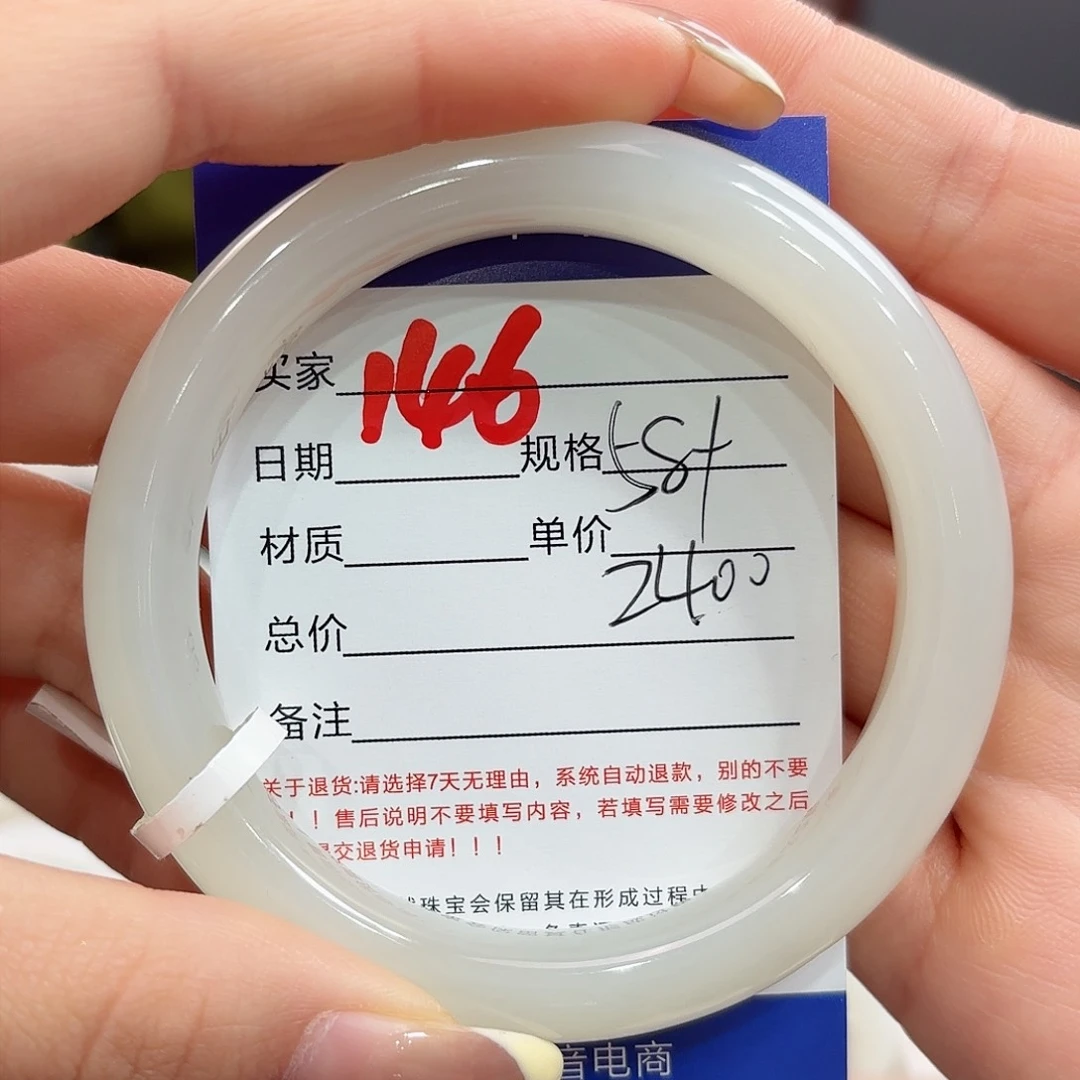 买家 146
日期 规格 58+
材质 单价 2400
总价
备注
关于退货:请选择7天无理由，系统自动退款，别的不要
！！售后说明不要填写内容，若填写需要修改之后
交退货申请！！！
珠宝会保留其在形成过程
音电商